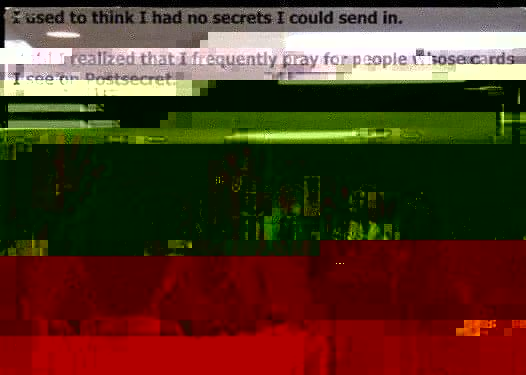 I used to think I had no secrets I could send in.
I realized that I frequently pray for people whose cards
I see on Postsecret.